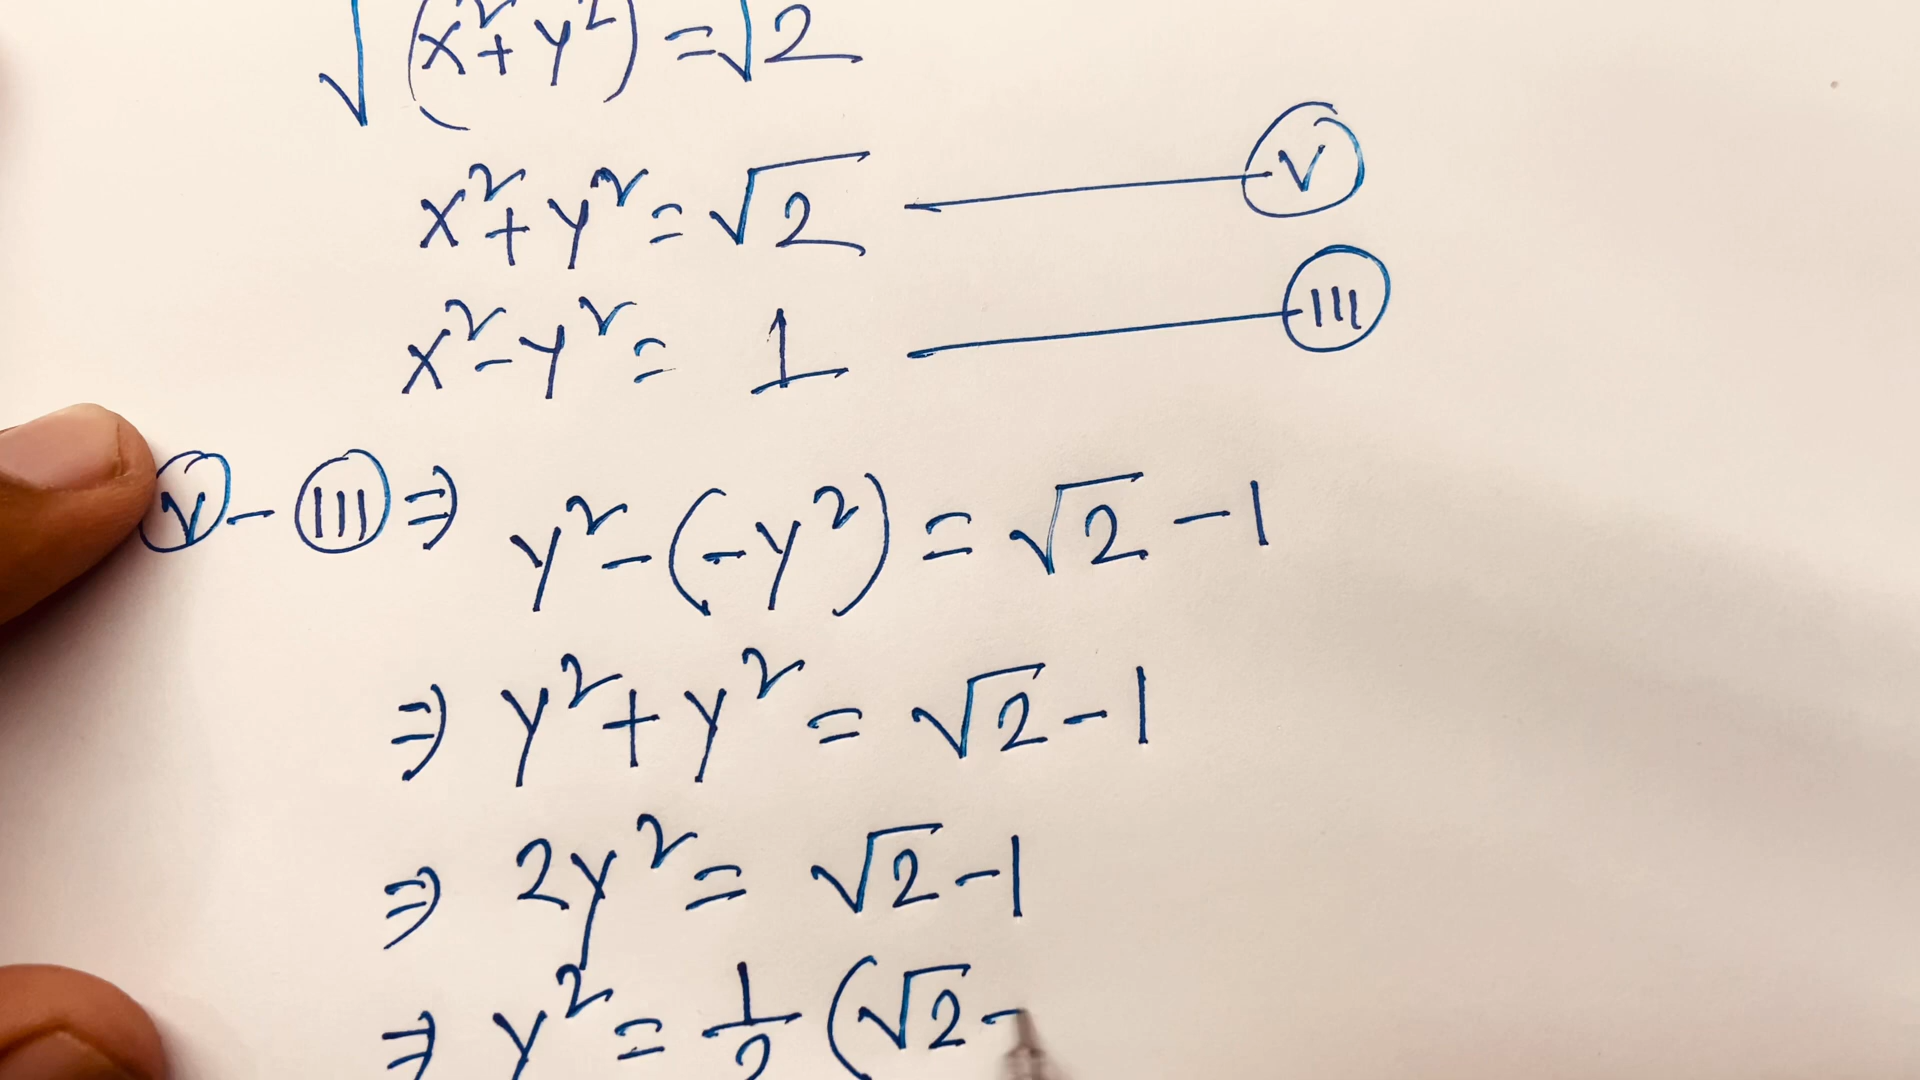 √(x²+y²) = √2
x²+y² = √2 ← V
x²-y² = 1 — III
V - III ⇒ y²-(-y²) = √2 -1
⇒ y²+y² = √2-1
⇒ 2y² = √2-1
⇒ y² = 1/2 (√2-